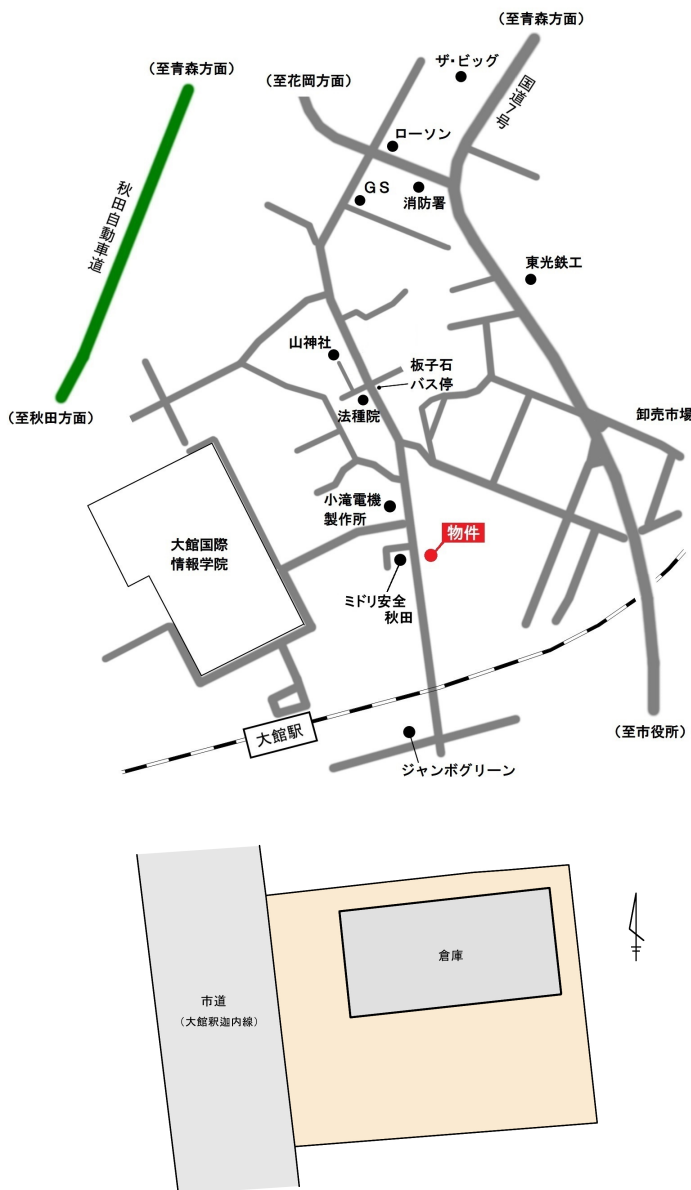 (至青森方面)
ザ・ビッグ
(至青森方面)
(至花岡方面)
国道7号
ローソン
GS
消防署
秋田自動車道
東光鉄工
山神社
板子石
バス停
法種院
(至秋田方面)
卸売市場
小滝電機
製作所
物件
大館国際
情報学院
ミドリ安全
秋田
大館駅
(至市役所)
ジャンボグリーン
倉庫
市道
(大館釈迦内線)